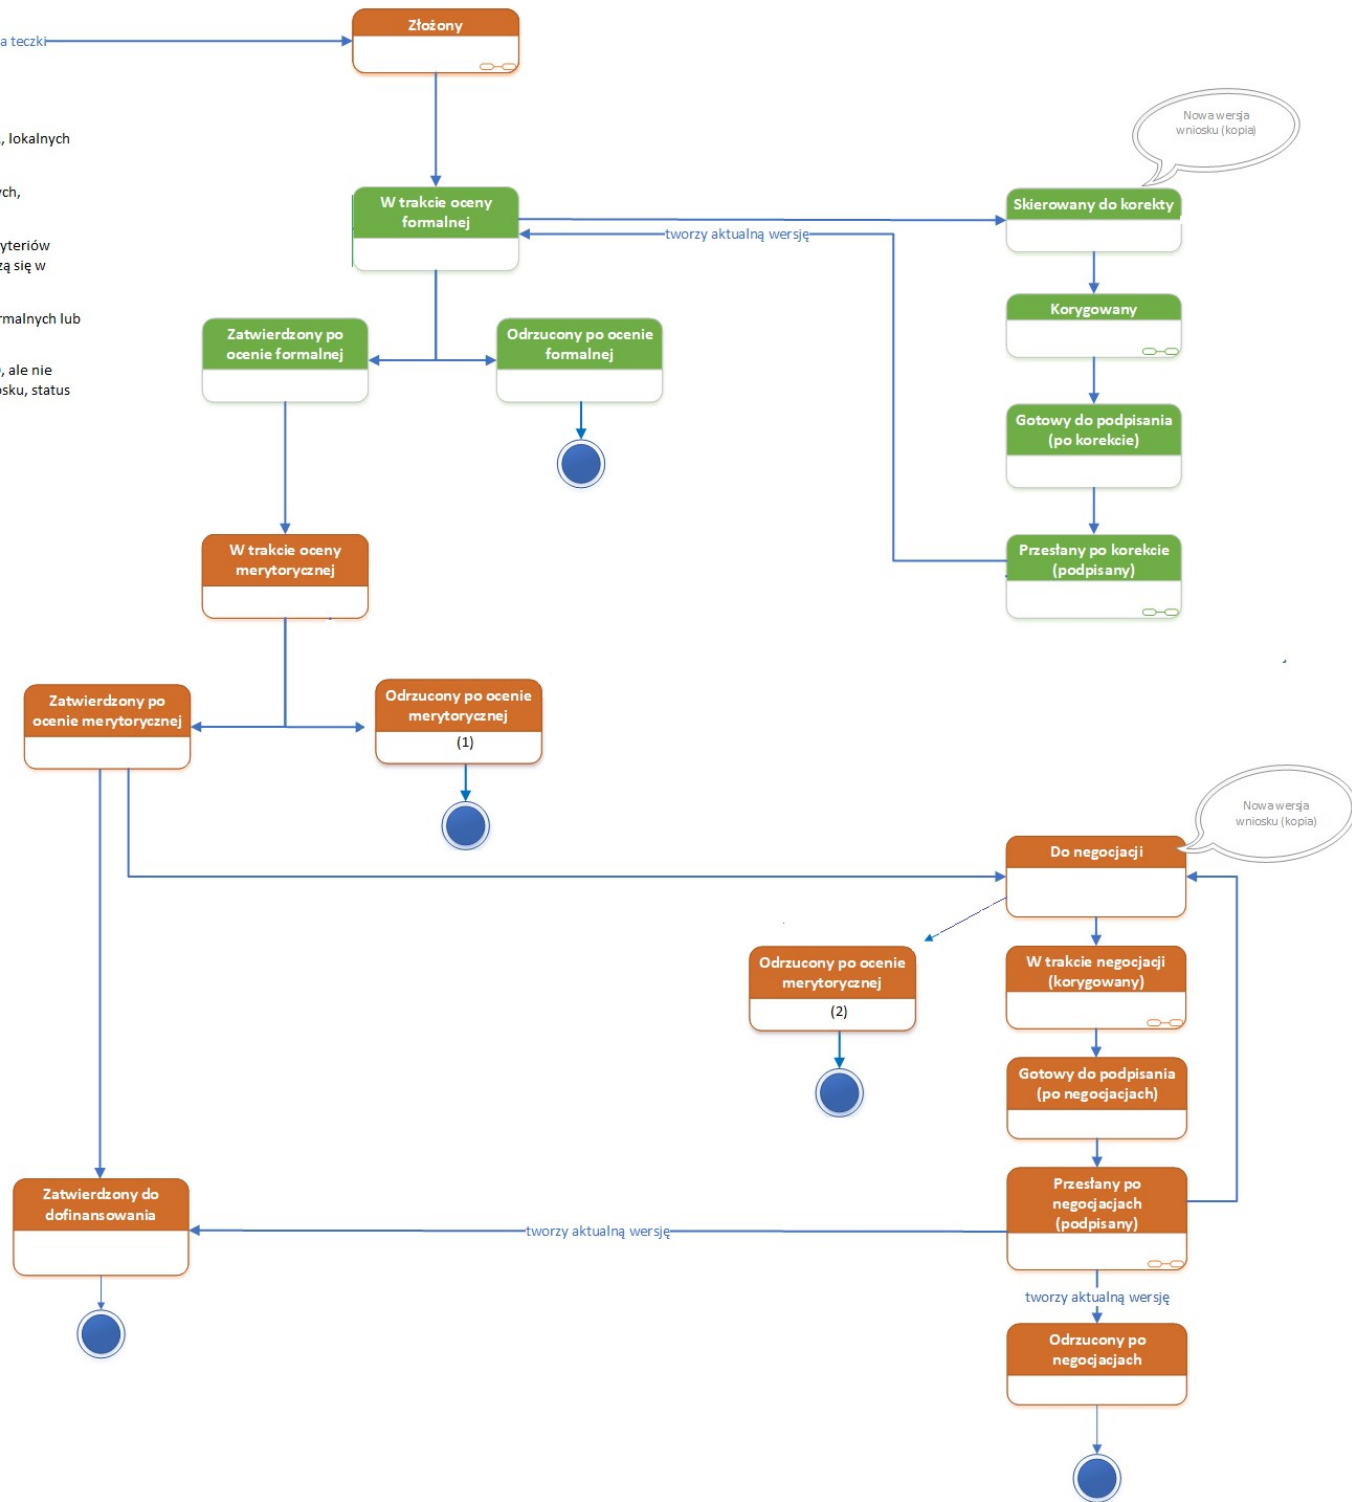 Złożony
a teczki
Nowa wersja
wniosku (kopia)
, lokalnych
ych,
W trakcie oceny
formalnej
Skierowany do korekty
tworzy aktualną wersję
yteriów
zą się w
Korygowany
rmalnych lub
Zatwierdzony po
ocenie formalnej
Odrzucony po ocenie
formalnej
, ale nie
osku, status
Gotowy do podpisania
(po korekcie)
W trakcie oceny
merytorycznej
Przesłany po korekcie
(podpisany)
Zatwierdzony po
ocenie merytorycznej
Odrzucony po ocenie
merytorycznej
(1)
Nowa wersja
wniosku (kopia)
Do negocjacji
Odrzucony po ocenie
merytorycznej
(2)
W trakcie negocjacji
(korygowany)
Gotowy do podpisania
(po negocjacjach)
Zatwierdzony do
dofinansowania
Przesłany po
negocjacjach
(podpisany)
tworzy aktualną wersję
tworzy aktualną wersję
Odrzucony po
negocjacjach